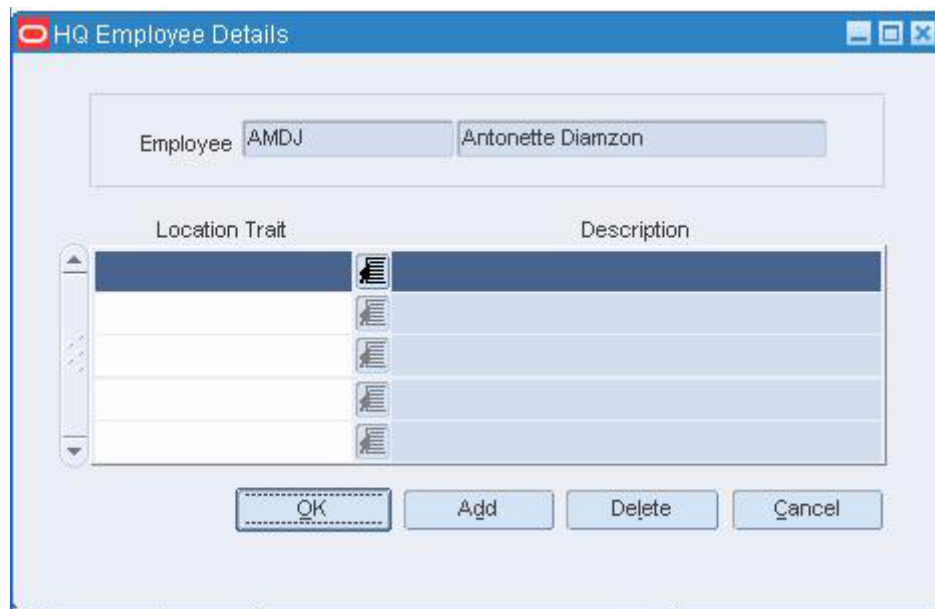 HQ Employee Details
Employee AMDJ Antonette Diamzon
Location Trait Description
OK Add Delete Cancel